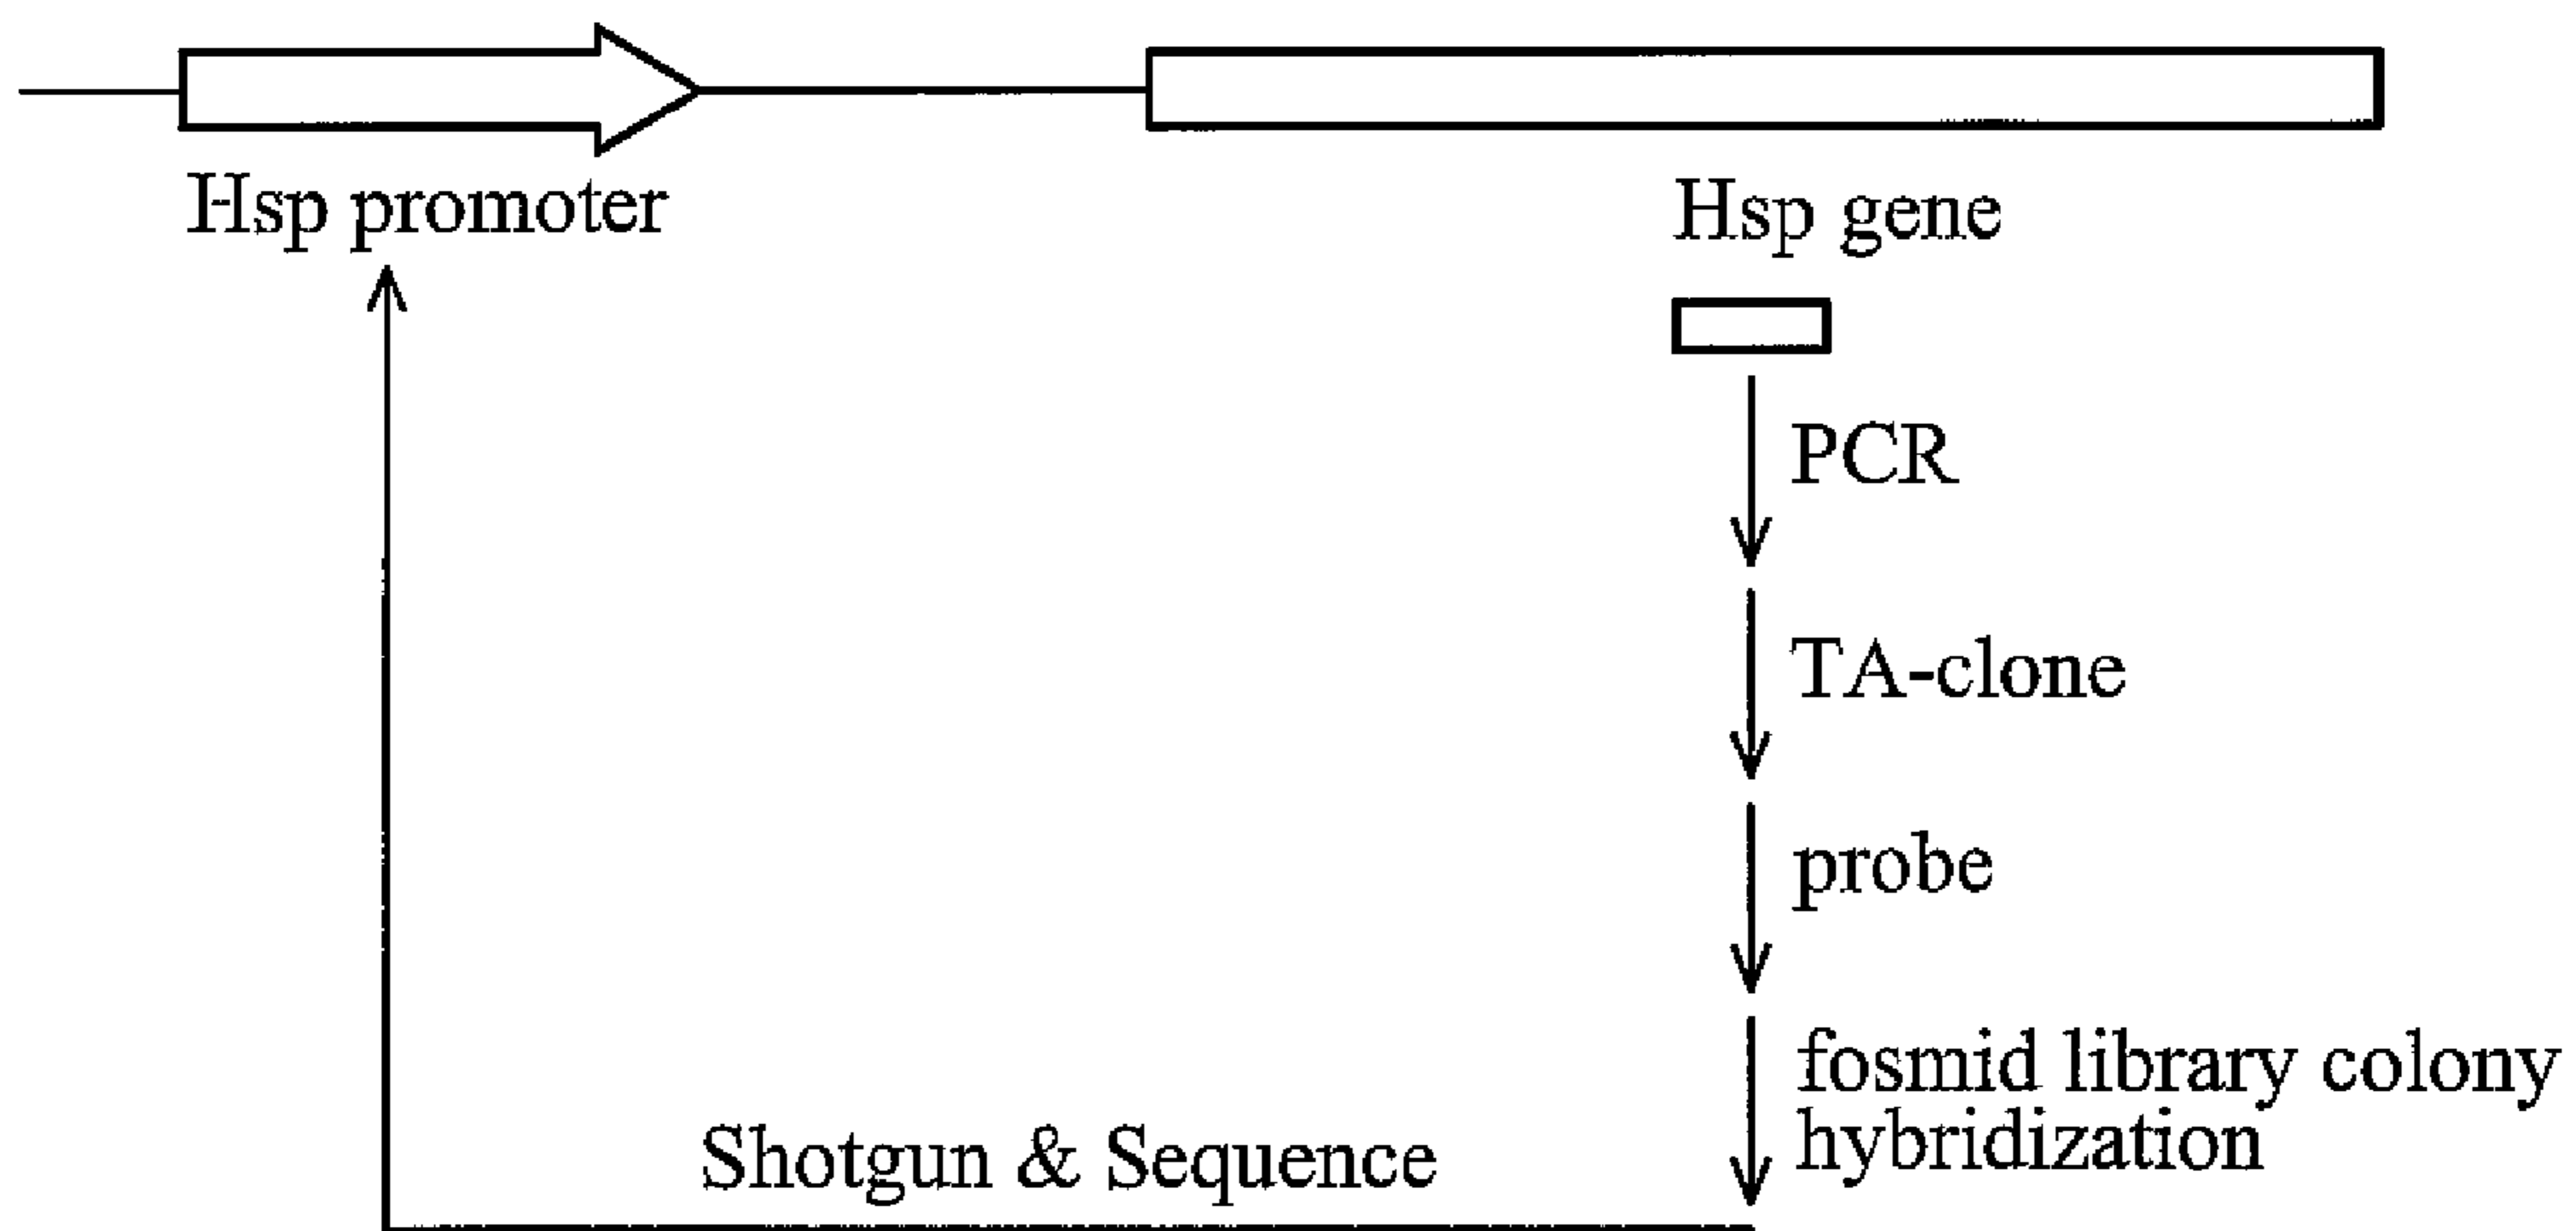 Hsp promoter
Hsp gene
PCR
TA-clone
probe
fosmid library colony
hybridization
Shotgun & Sequence